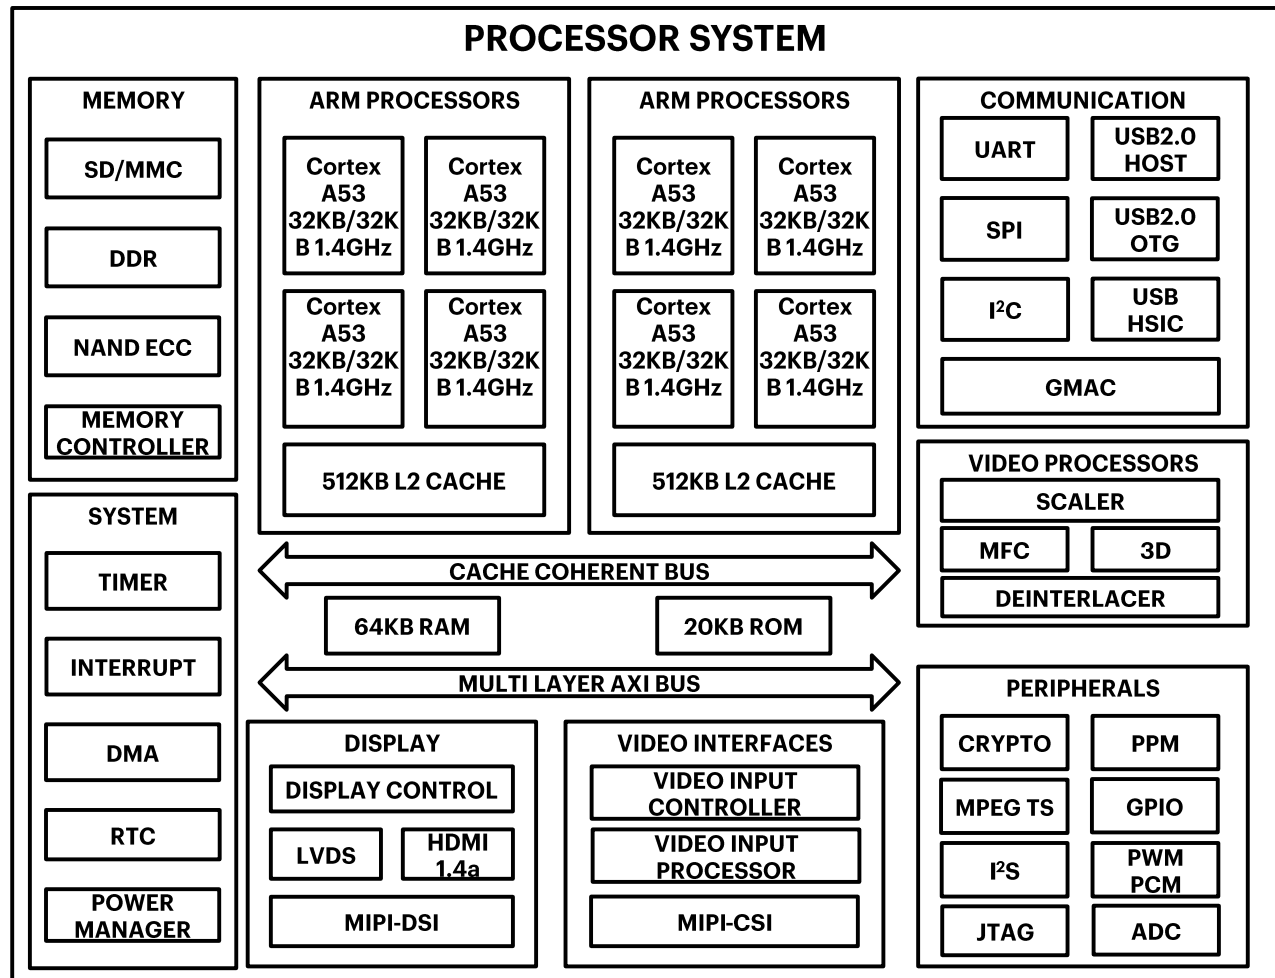 PROCESSOR SYSTEM
MEMORY
SD/MMC
DDR
NAND ECC
MEMORY
CONTROLLER
SYSTEM
TIMER
INTERRUPT
DMA
RTC
POWER
MANAGER
ARM PROCESSORS
Cortex
A53
32KB/32K
B 1.4GHz
Cortex
A53
32KB/32K
B 1.4GHz
Cortex
A53
32KB/32K
B 1.4GHz
Cortex
A53
32KB/32K
B 1.4GHz
512KB L2 CACHE
ARM PROCESSORS
Cortex
A53
32KB/32K
B 1.4GHz
Cortex
A53
32KB/32K
B 1.4GHz
Cortex
A53
32KB/32K
B 1.4GHz
Cortex
A53
32KB/32K
B 1.4GHz
512KB L2 CACHE
CACHE COHERENT BUS
64KB RAM
20KB ROM
MULTI LAYER AXI BUS
DISPLAY
DISPLAY CONTROL
LVDS
HDMI
1.4a
MIPI-DSI
VIDEO INTERFACES
VIDEO INPUT
CONTROLLER
VIDEO INPUT
PROCESSOR
MIPI-CSI
COMMUNICATION
UART
USB2.0
HOST
SPI
USB2.0
OTG
I²C
USB
HSIC
GMAC
VIDEO PROCESSORS
SCALER
MFC
3D
DEINTERLACER
PERIPHERALS
CRYPTO
PPM
MPEG TS
GPIO
I²S
PWM
PCM
JTAG
ADC